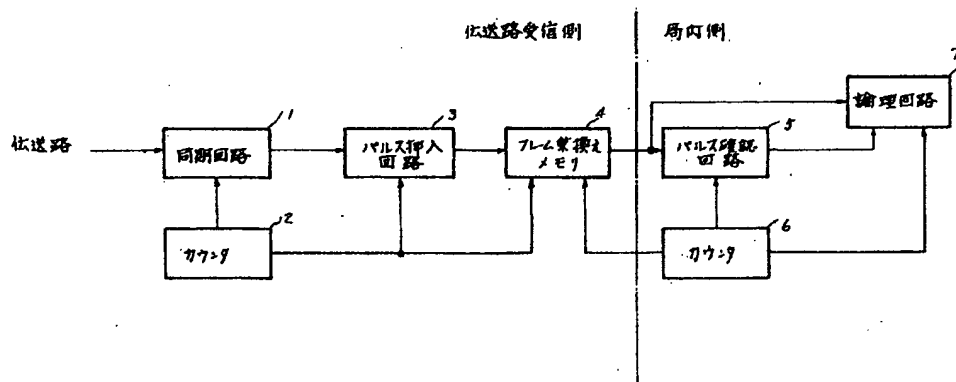 伝送路受信側
局内側
伝送路
1
同期回路
3
パルス挿入
回路
4
フレーム乗換え
メモリ
5
パルス確認
回路
7
論理回路
2
カウンタ
6
カウンタ